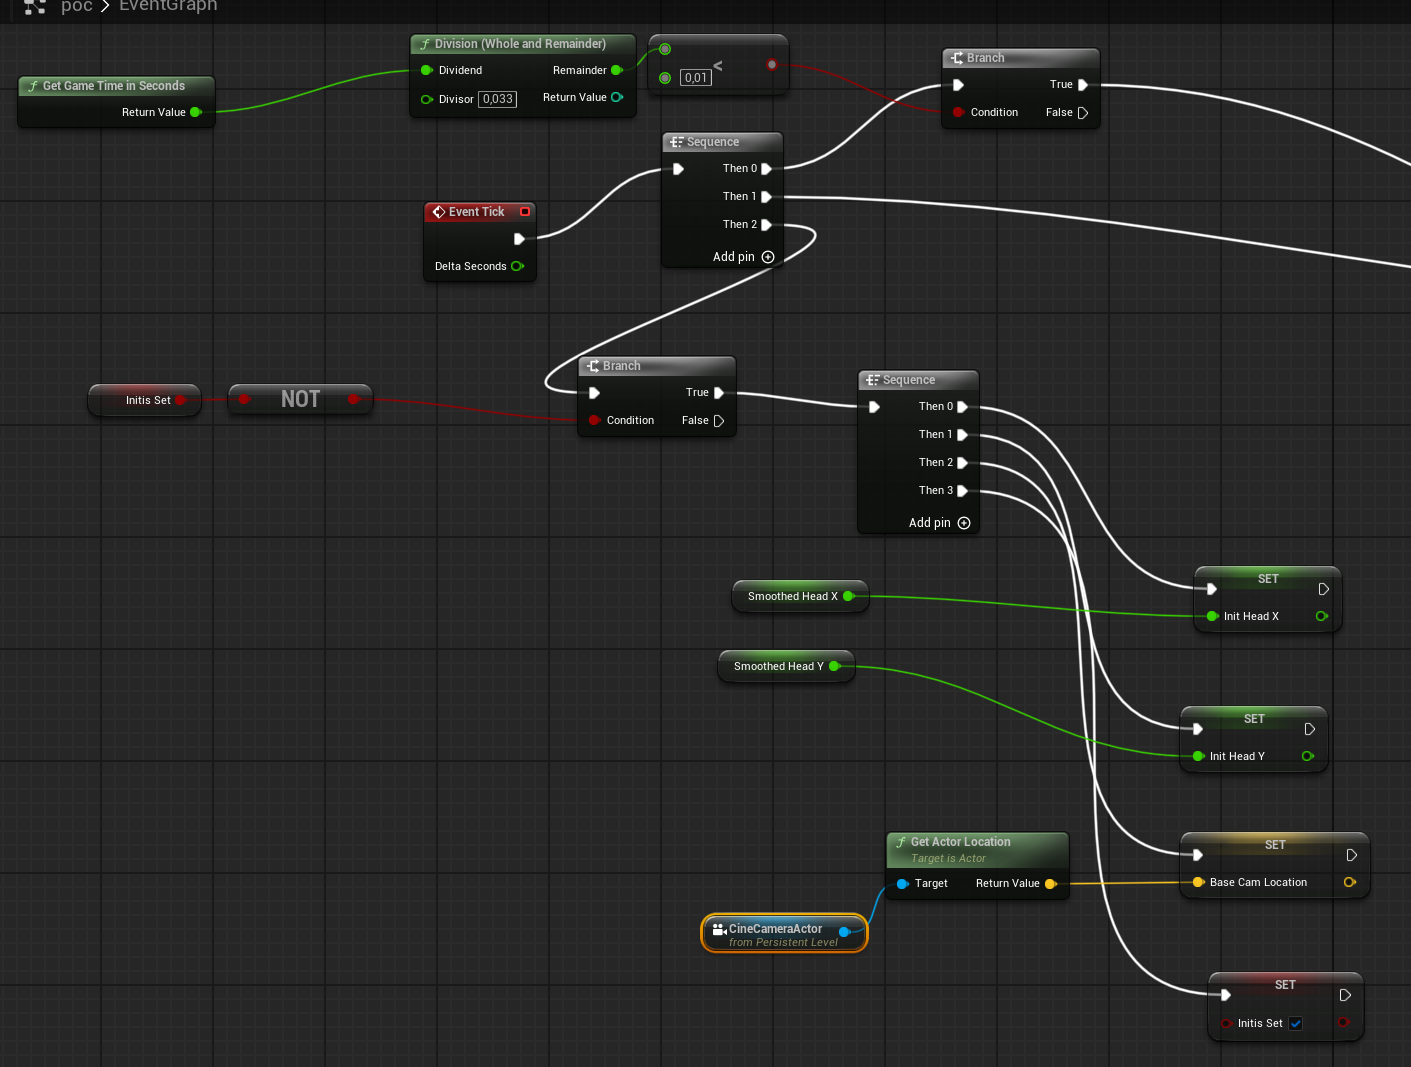 poc > EventGraph
Get Game Time in Seconds
Return Value
Division (Whole and Remainder)
Dividend
Remainder
Divisor 0,033
Return Value
<
0,01
Branch
True
Condition
False
Sequence
Then 0
Then 1
Then 2
Add pin
Event Tick
Delta Seconds
Initis Set
NOT
Branch
True
Condition
False
Sequence
Then 0
Then 1
Then 2
Then 3
Add pin
Smoothed Head X
SET
Init Head X
Smoothed Head Y
SET
Init Head Y
Get Actor Location
Target is Actor
Target
Return Value
SET
Base Cam Location
CineCameraActor
from Persistent Level
SET
Initis Set